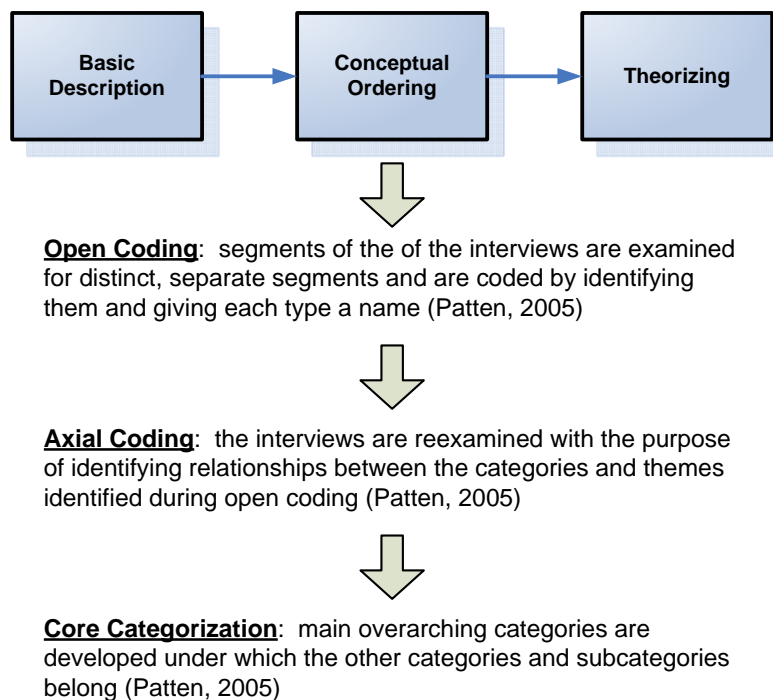 Basic
Description
Conceptual
Ordering
Theorizing
Open Coding: segments of the of the interviews are examined
for distinct, separate segments and are coded by identifying
them and giving each type a name (Patten, 2005)
Axial Coding: the interviews are reexamined with the purpose
of identifying relationships between the categories and themes
identified during open coding (Patten, 2005)
Core Categorization: main overarching categories are
developed under which the other categories and subcategories
belong (Patten, 2005)